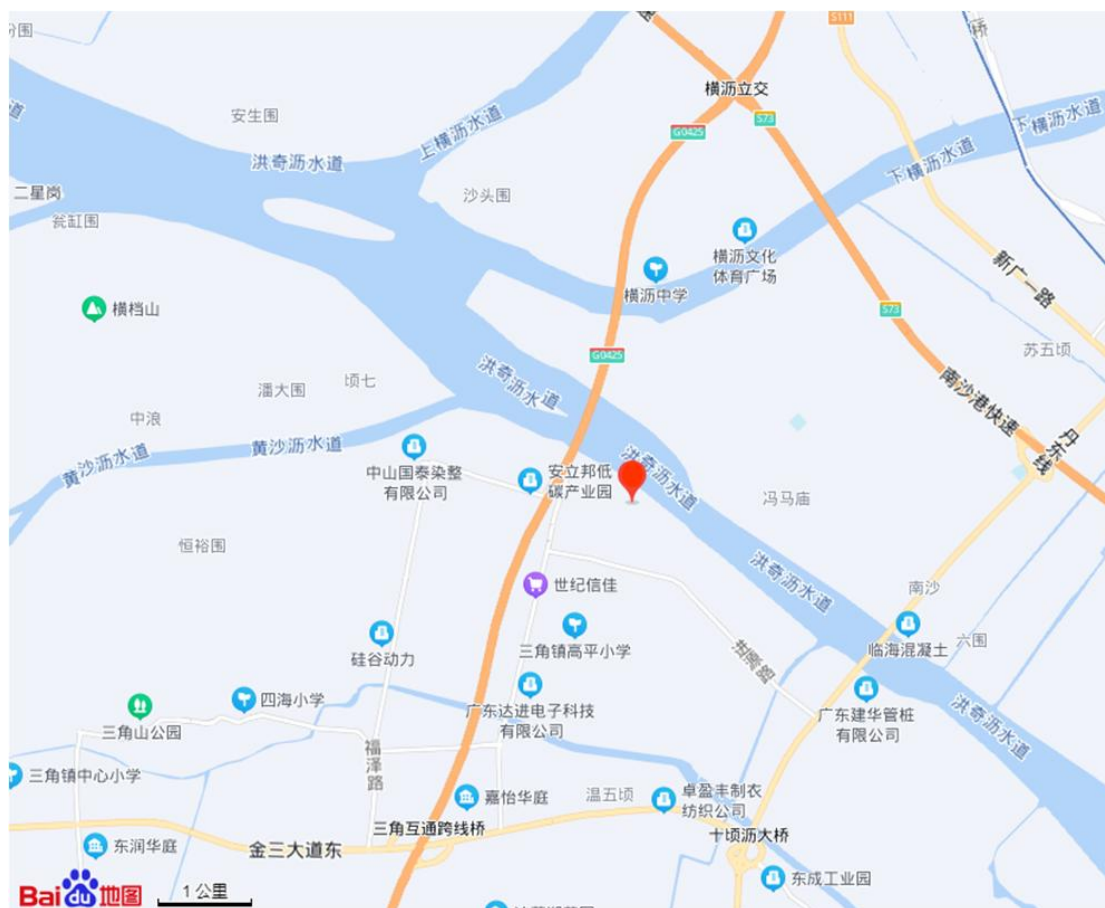 份围
S111
桥
横沥立交
安生围
上横沥水道
G0425
S73
下横沥水道
下横沥水道
道
洪奇沥水道
二星岗
沙头围
瓮缸围
横沥文化
体育广场
新广一路
横沥中学
横档山
S73
苏五顷
G0425
洪奇沥水道
顷七
潘大围
南沙港快速
中浪
丹东线
黄沙沥水道
黄沙沥水道
中山国泰染整
有限公司
安立邦低
碳产业园
洪奇沥水道
冯马庙
恒裕围
洪奇沥水道
世纪信佳
南沙
三角镇高平小学
临海混凝土
六围
硅谷动力
四海小学
广东达进电子科技
有限公司
广东建华管桩
有限公司
洪奇沥水道
三角山公园
福泽路
三角镇中心小学
嘉怡华庭
温五顷
卓盈丰制衣
纺织公司
三角互通跨线桥
十顷沥大桥
东润华庭
金三大道东
东成工业园
Bai du 地图
1 公里